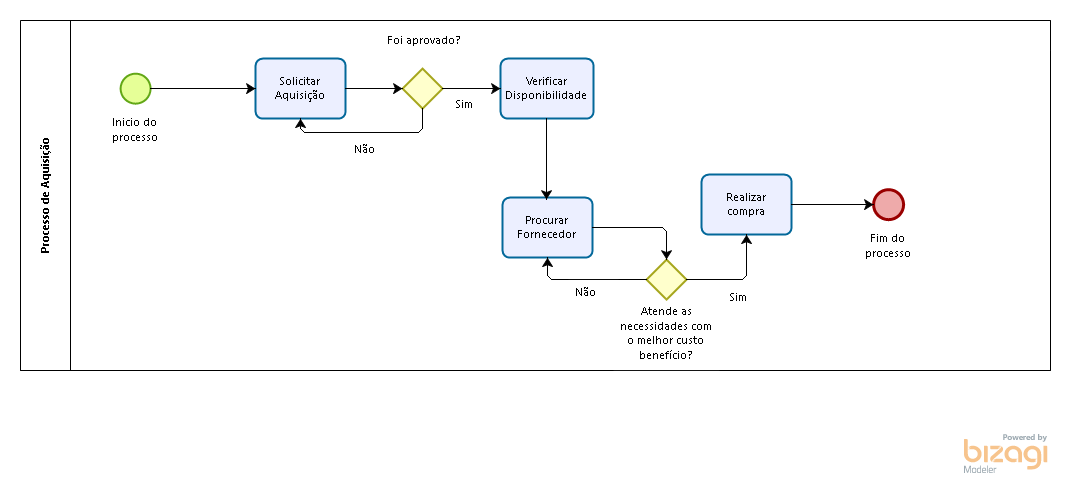 Processo de Aquisição
Foi aprovado?
Solicitar
Aquisição
Verificar
Disponibilidade
Sim
Inicio do
processo
Não
Realizar
compra
Procurar
Fornecedor
Fim do
processo
Não
Sim
Atende as
necessidades com
o melhor custo
benefício?
Powered by
bizagi
Modeler